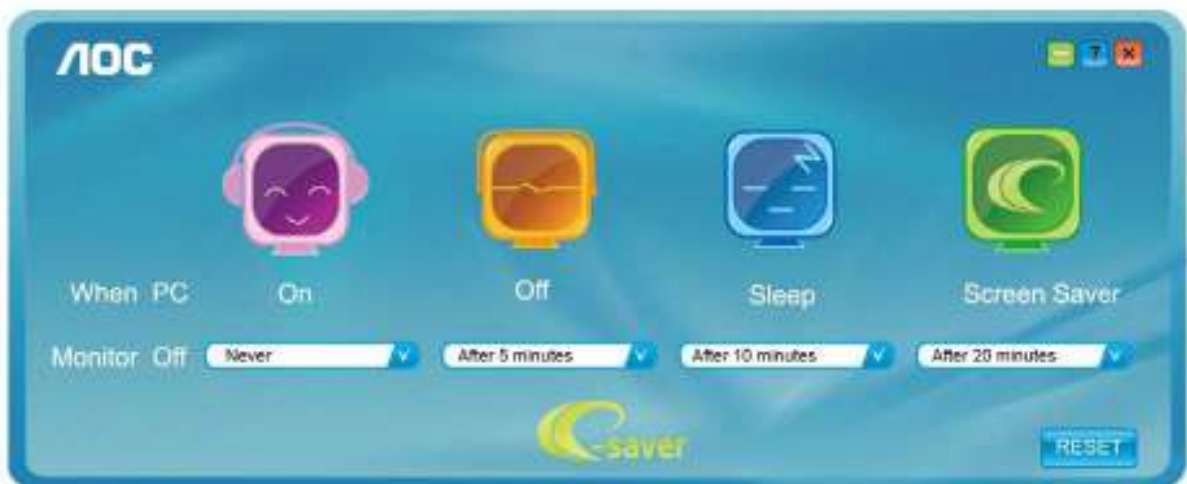 AOC
?
When PC On Off Sleep Screen Saver
Monitor Off Never After 5 minutes After 10 minutes After 20 minutes
e-saver
RESET